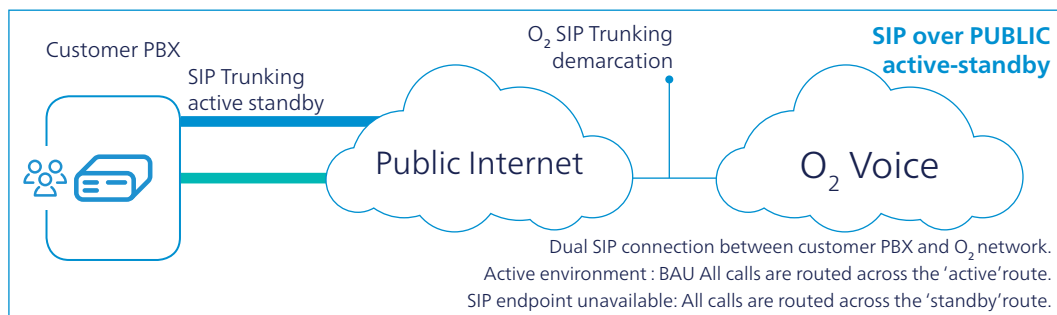 Customer PBX
SIP Trunking
active standby
O₂ SIP Trunking
demarcation
SIP over PUBLIC
active-standby
Public Internet
O₂ Voice
Dual SIP connection between customer PBX and O₂ network.
Active environment : BAU All calls are routed across the ‘active’route.
SIP endpoint unavailable: All calls are routed across the ‘standby’route.